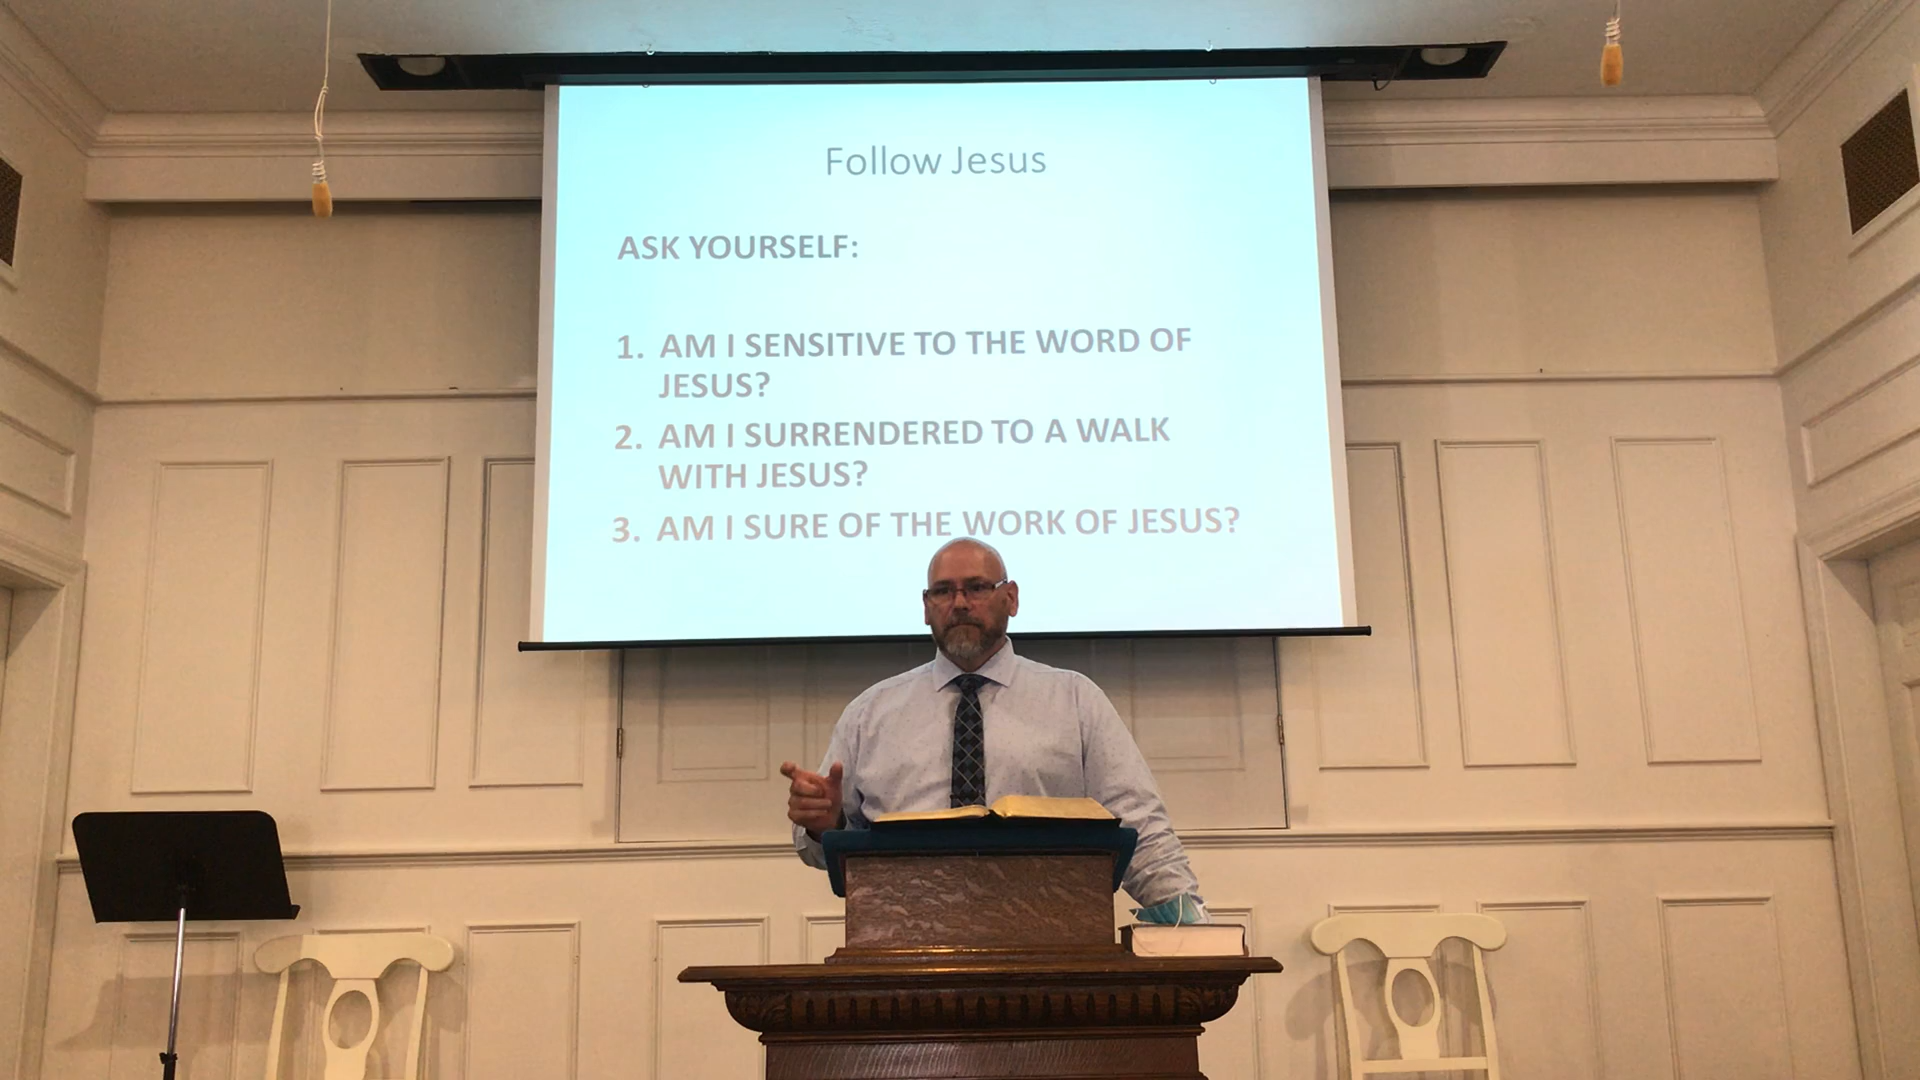 Follow Jesus
ASK YOURSELF:
1. AM I SENSITIVE TO THE WORD OF
JESUS?
2. AM I SURRENDERED TO A WALK
WITH JESUS?
3. AM I SURE OF THE WORK OF JESUS?